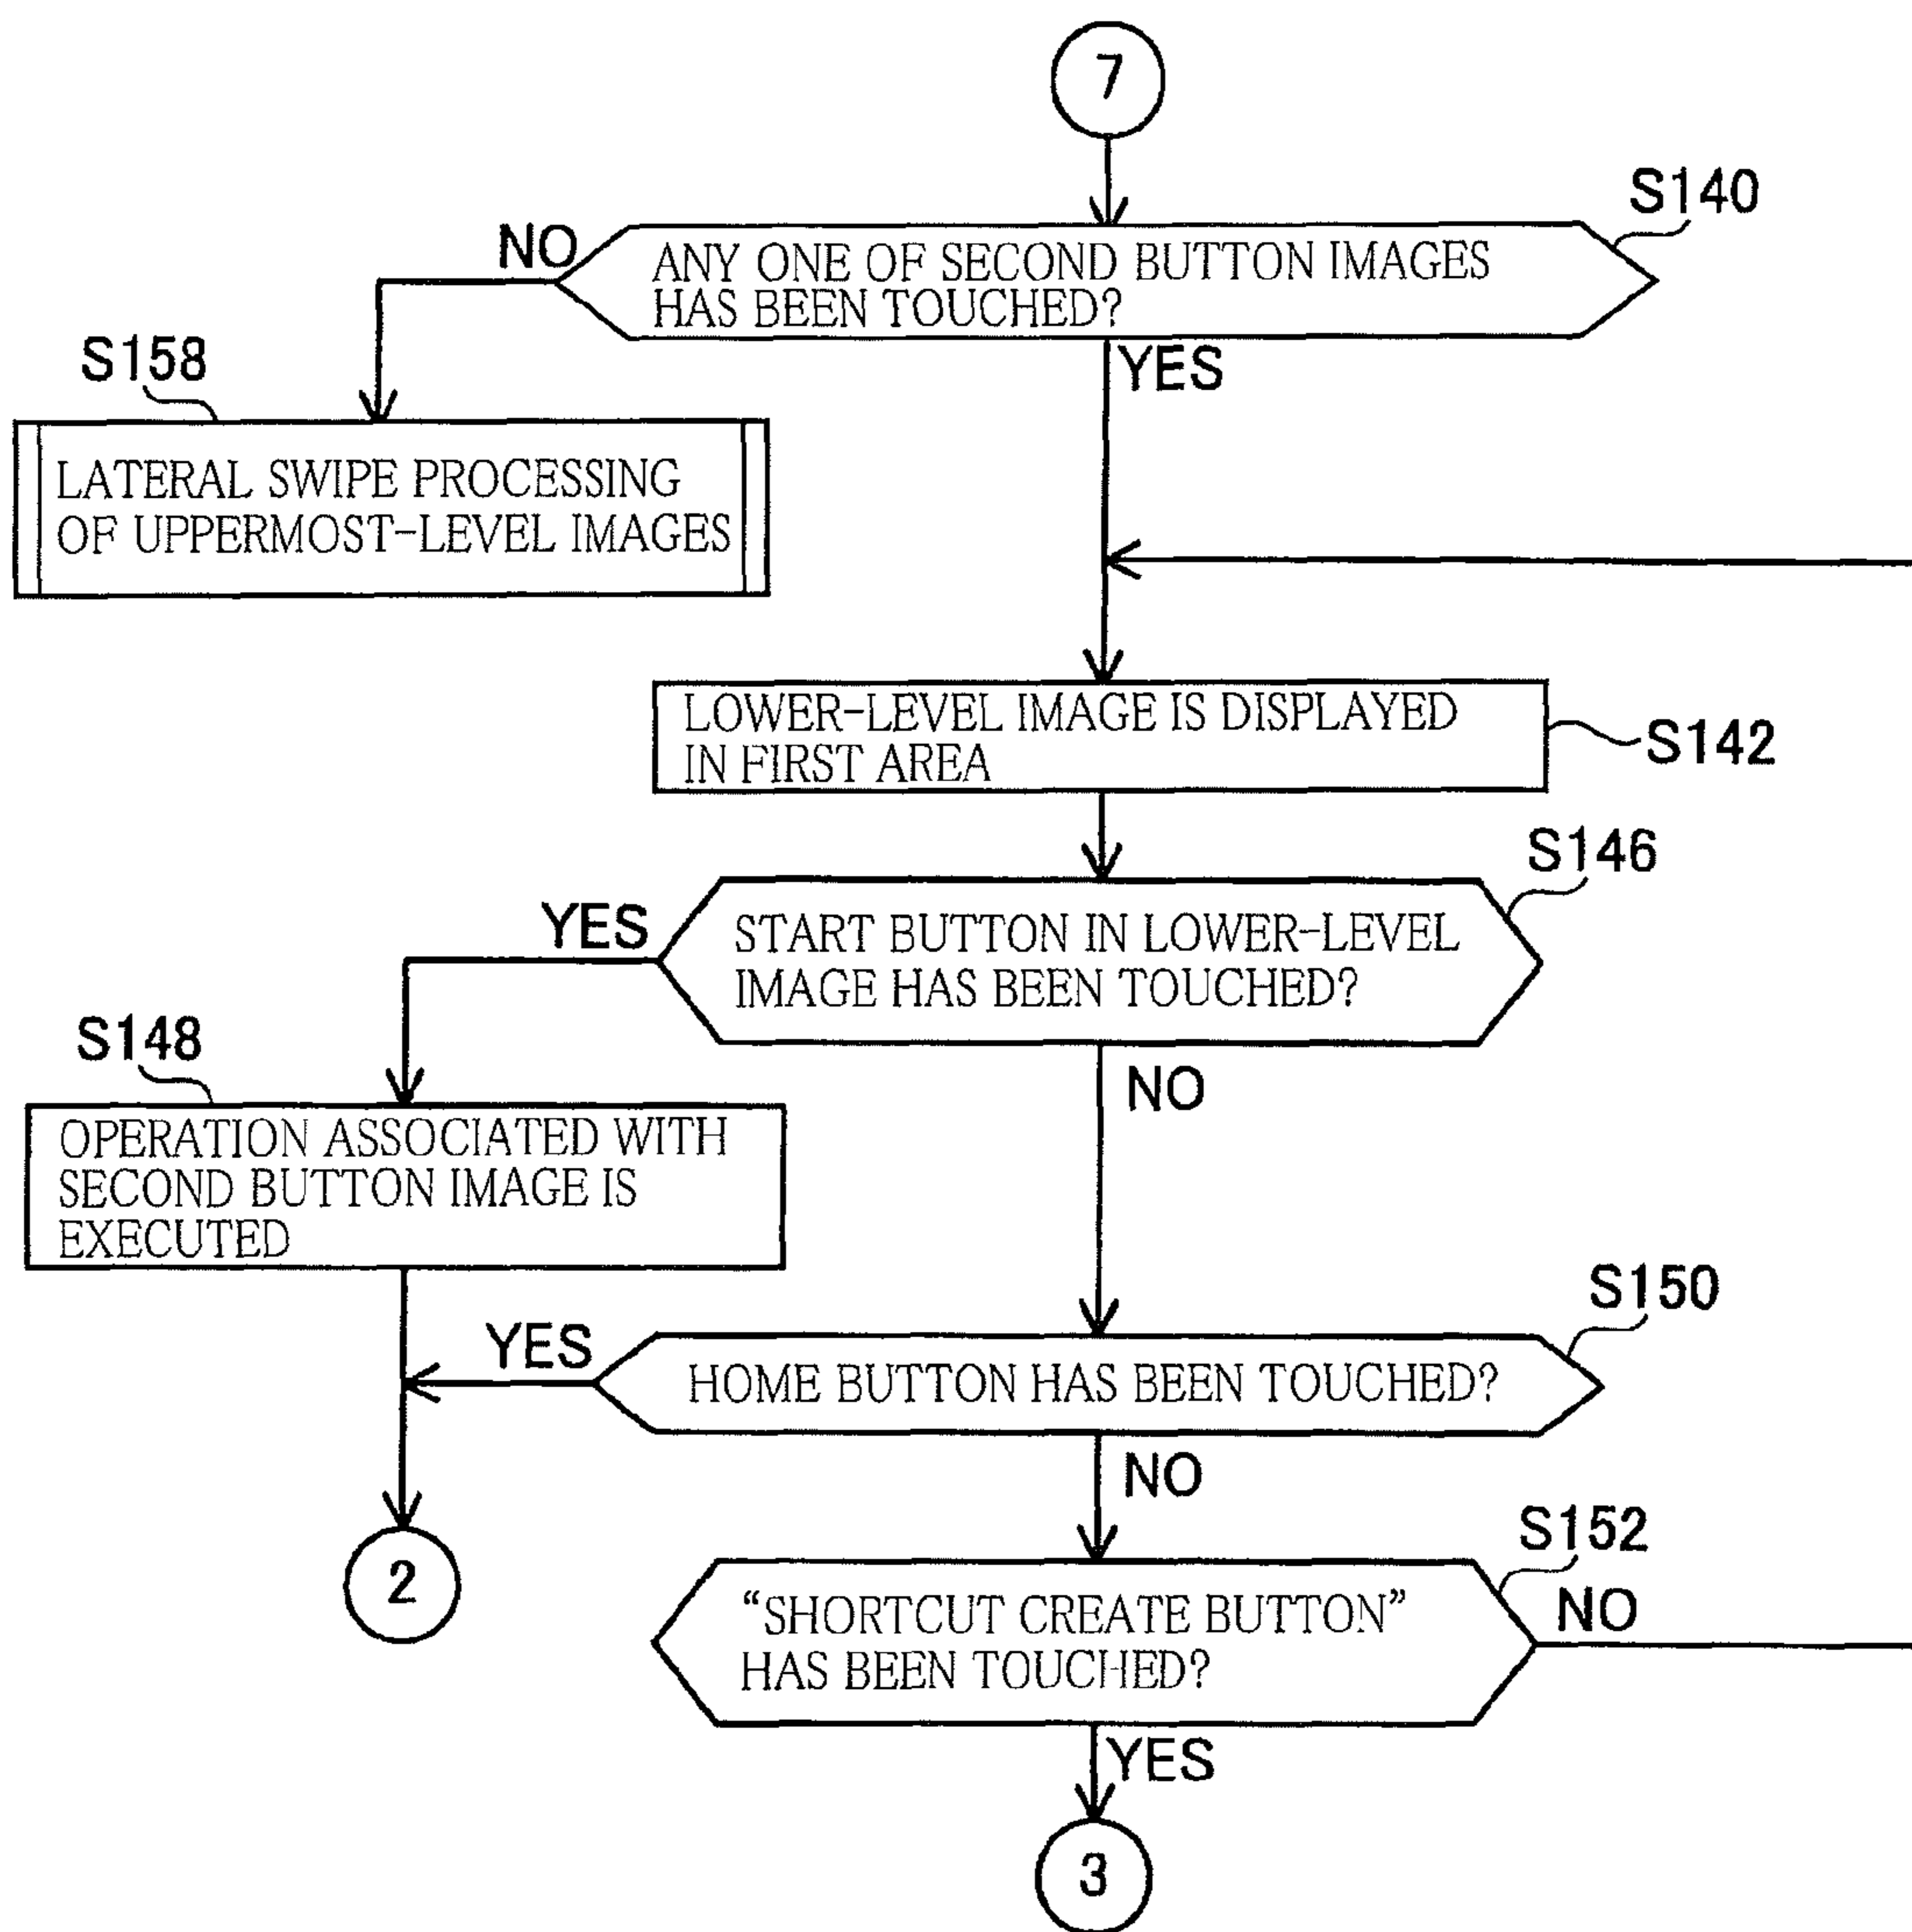 7
S140
NO
ANY ONE OF SECOND BUTTON IMAGES
HAS BEEN TOUCHED?
YES
S158
LATERAL SWIPE PROCESSING
OF UPPERMOST-LEVEL IMAGES
LOWER-LEVEL IMAGE IS DISPLAYED
IN FIRST AREA
S142
S146
YES
START BUTTON IN LOWER-LEVEL
IMAGE HAS BEEN TOUCHED?
NO
S148
OPERATION ASSOCIATED WITH
SECOND BUTTON IMAGE IS
EXECUTED
S150
YES
HOME BUTTON HAS BEEN TOUCHED?
NO
2
S152
“SHORTCUT CREATE BUTTON”
HAS BEEN TOUCHED?
NO
YES
3